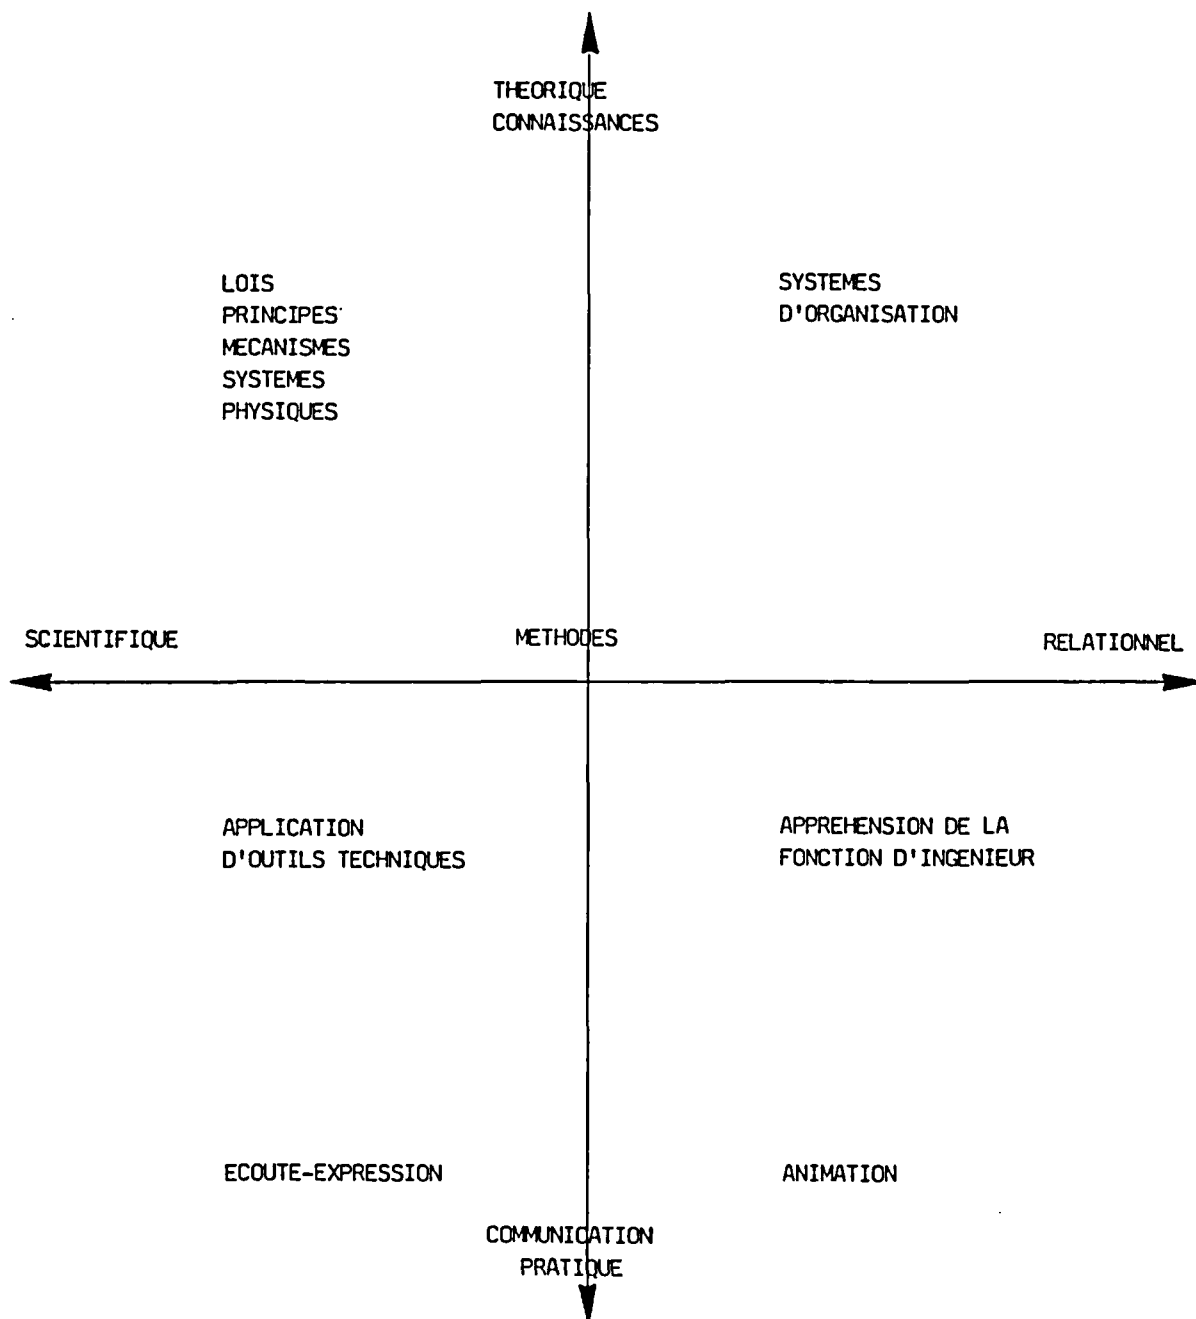 THEORIQUE
CONNAISSANCES
LOIS
PRINCIPES
MECANISMES
SYSTEMES
PHYSIQUES
SYSTEMES
D'ORGANISATION
SCIENTIFIQUE
METHODES
RELATIONNEL
APPLICATION
D'OUTILS TECHNIQUES
APPREHENSION DE LA
FONCTION D'INGENIEUR
ECOUTE-EXPRESSION
ANIMATION
COMMUNICATION
PRATIQUE